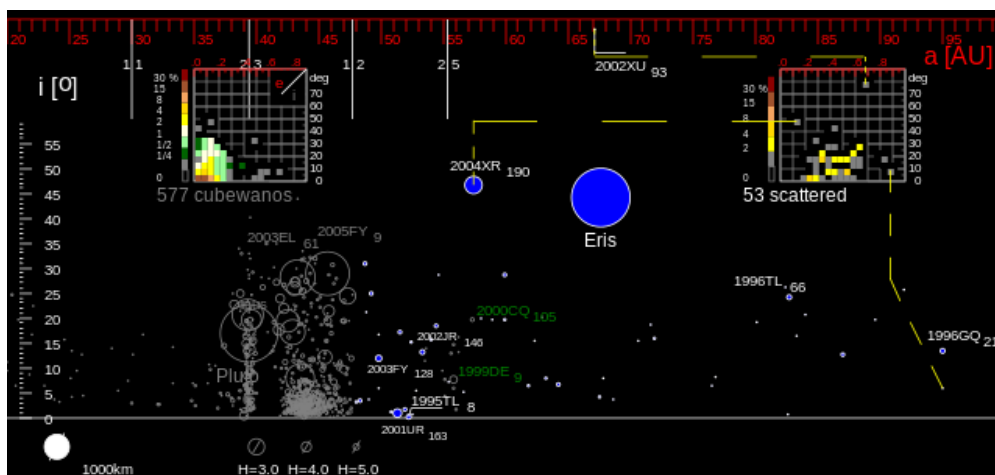 20 25 30 35 40 45 50 55 60 65 70 75 80 85 90 95
a [AU]
1:1 2:3 1:2 2:5
i [º]
0 .2 .4 .6 .8
30 % 15 8 4 2 1 1/2 1/4 0
e
i
deg 70 60 50 40 30 20 10 0
577 cubewanos
2002XU 93
0 .2 .4 .6 .8
30 % 15 8 4 2 1 0
deg 70 60 50 40 30 20 10 0
53 scattered
55 50 45 40 35 30 25 20 15 10 5 0
2004XR 190
Eris
2003EL 61
2005FY 9
1996TL 66
2000CQ 105
2002JR 146
1996GQ 21
2003FY 128
1999DE 9
Pluto
1995TL 8
2001UR 163
1000km
H=3.0 H=4.0 H=5.0